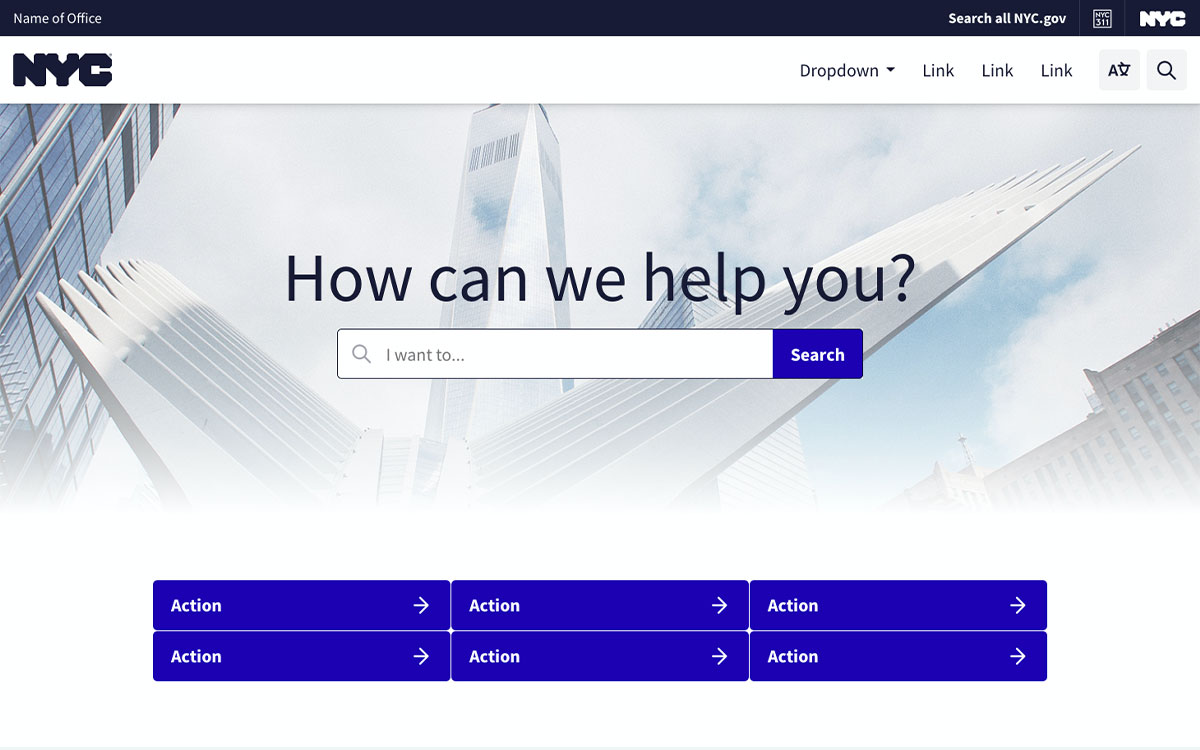 Name of Office
Search all NYC.gov
NYC
311
NYC
NYC
Dropdown
Link
Link
Link
How can we help you?
I want to...
Search
Action
Action
Action
Action
Action
Action